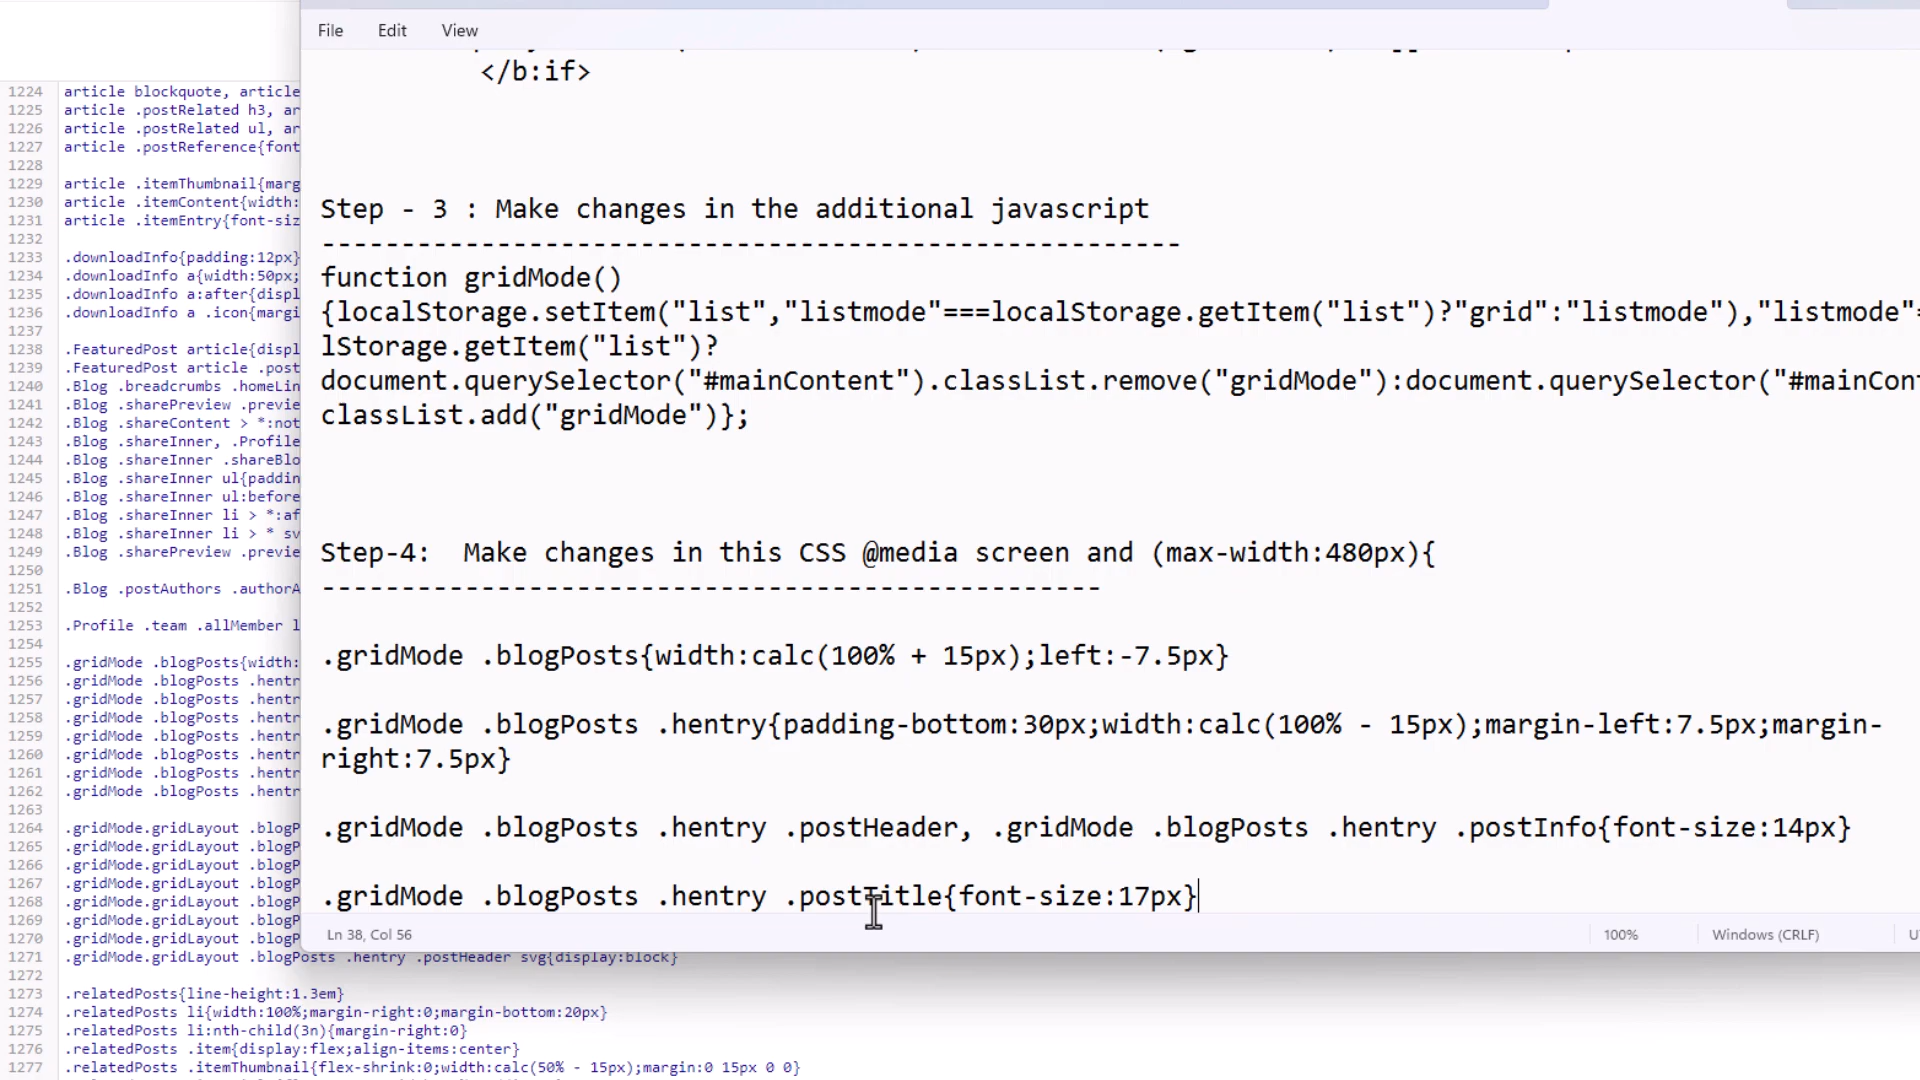 File Edit View
</b:if>
Step - 3 : Make changes in the additional javascript
------------------------------------------------------
function gridMode()
{localStorage.setItem("list","listmode"===localStorage.getItem("list")?"grid":"listmode"),"listmode"
lStorage.getItem("list")?
document.querySelector("#mainContent").classList.remove("gridMode"):document.querySelector("#mainCon
classList.add("gridMode")};
Step-4:  Make changes in this CSS @media screen and (max-width:480px){
-------------------------------------------------
.gridMode .blogPosts{width:calc(100% + 15px);left:-7.5px}
.gridMode .blogPosts .hentry{padding-bottom:30px;width:calc(100% - 15px);margin-left:7.5px;margin-
right:7.5px}
.gridMode .blogPosts .hentry .postHeader, .gridMode .blogPosts .hentry .postInfo{font-size:14px}
.gridMode .blogPosts .hentry .postTitle{font-size:17px}
Ln 38, Col 56 100% Windows (CRLF)
1224 article blockquote, article
1225 article .postRelated h3, ar
1226 article .postRelated ul, ar
1227 article .postReference{font
1228
1229 article .itemThumbnail{marg
1230 article .itemContent{width:
1231 article .itemEntry{font-siz
1232
1233 .downloadInfo{padding:12px}
1234 .downloadInfo a{width:50px;
1235 .downloadInfo a:after{displ
1236 .downloadInfo a .icon{margi
1237
1238 .FeaturedPost article{displ
1239 .FeaturedPost article .post
1240 .Blog .breadcrumbs .homeLin
1241 .Blog .sharePreview .previe
1242 .Blog .shareContent > *:not
1243 .Blog .shareInner, .Profile
1244 .Blog .shareInner .shareBlo
1245 .Blog .shareInner ul{paddin
1246 .Blog .shareInner ul:before
1247 .Blog .shareInner li > *:af
1248 .Blog .shareInner li > * sv
1249 .Blog .sharePreview .previe
1250
1251 .Blog .postAuthors .authorA
1252
1253 .Profile .team .allMember l
1254
1255 .gridMode .blogPosts{width:
1256 .gridMode .blogPosts .hentr
1257 .gridMode .blogPosts .hentr
1258 .gridMode .blogPosts .hentr
1259 .gridMode .blogPosts .hentr
1260 .gridMode .blogPosts .hentr
1261 .gridMode .blogPosts .hentr
1262 .gridMode .blogPosts .hentr
1263
1264 .gridMode.gridLayout .blogP
1265 .gridMode.gridLayout .blogP
1266 .gridMode.gridLayout .blogP
1267 .gridMode.gridLayout .blogP
1268 .gridMode.gridLayout .blogP
1269 .gridMode.gridLayout .blogP
1270 .gridMode.gridLayout .blogP
1271 .gridMode.gridLayout .blogPosts .hentry .postHeader svg{display:block}
1272
1273 .relatedPosts{line-height:1.3em}
1274 .relatedPosts li{width:100%;margin-right:0;margin-bottom:20px}
1275 .relatedPosts li:nth-child(3n){margin-right:0}
1276 .relatedPosts .item{display:flex;align-items:center}
1277 .relatedPosts .itemThumbnail{flex-shrink:0;width:calc(50% - 15px);margin:0 15px 0 0}